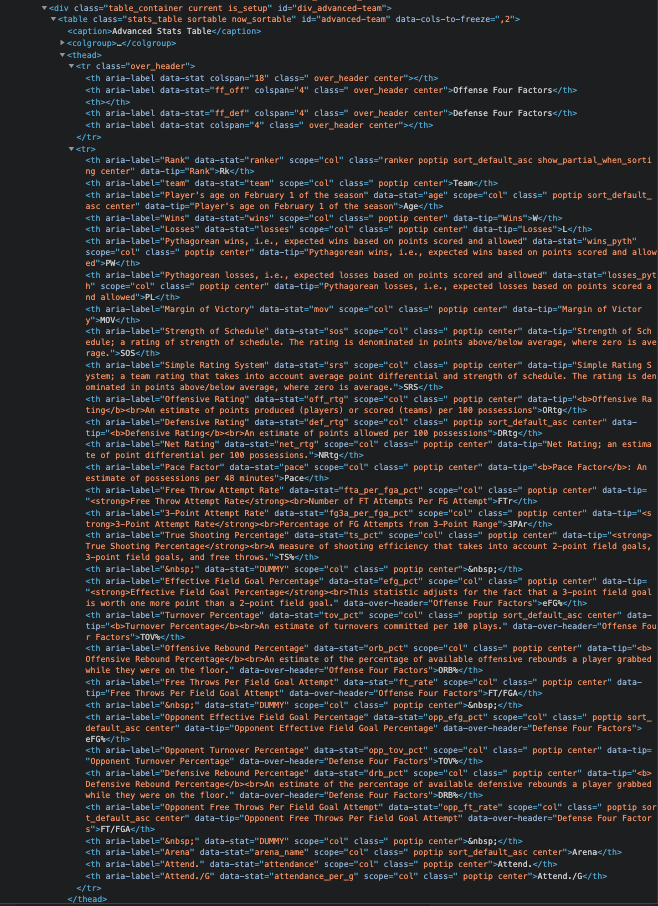 ▼<div class="table_container current is_setup" id="div_advanced-team">
▼<table class="stats_table sortable now_sortable" id="advanced-team" data-cols-to-freeze=",2">
<caption>Advanced Stats Table</caption>
▶<colgroup>…</colgroup>
▼<thead>
▼<tr class="over_header">
<th aria-label data-stat colspan="18" class=" over_header center"></th>
<th aria-label data-stat="ff_off" colspan="4" class=" over_header center">Offense Four Factors</th>
<th></th>
<th aria-label data-stat="ff_def" colspan="4" class=" over_header center">Defense Four Factors</th>
<th aria-label data-stat colspan="4" class=" over_header center"></th>
</tr>
▼<tr>
<th aria-label="Rank" data-stat="ranker" scope="col" class="ranker poptip sort_default_asc show_partial_when_sorti
ng center" data-tip="Rank">Rk</th>
<th aria-label="team" data-stat="team" scope="col" class=" poptip center">Team</th>
<th aria-label="Player's age on February 1 of the season" data-stat="age" scope="col" class=" poptip sort_default_
asc center" data-tip="Player's age on February 1 of the season">Age</th>
<th aria-label="Wins" data-stat="wins" scope="col" class=" poptip center" data-tip="Wins">W</th>
<th aria-label="Losses" data-stat="losses" scope="col" class=" poptip center" data-tip="Losses">L</th>
<th aria-label="Pythagorean wins, i.e., expected wins based on points scored and allowed" data-stat="wins_pyth"
scope="col" class=" poptip center" data-tip="Pythagorean wins, i.e., expected wins based on points scored and allow
ed">PW</th>
<th aria-label="Pythagorean losses, i.e., expected losses based on points scored and allowed" data-stat="losses_pyt
h" scope="col" class=" poptip center" data-tip="Pythagorean losses, i.e., expected losses based on points scored a
nd allowed">PL</th>
<th aria-label="Margin of Victory" data-stat="mov" scope="col" class=" poptip center" data-tip="Margin of Victor
y">MOV</th>
<th aria-label="Strength of Schedule" data-stat="sos" scope="col" class=" poptip center" data-tip="Strength of Sch
edule; a rating of strength of schedule. The rating is denominated in points above/below average, where zero is ave
rage.">SOS</th>
<th aria-label="Simple Rating System" data-stat="srs" scope="col" class=" poptip center" data-tip="Simple Rating S
ystem; a team rating that takes into account average point differential and strength of schedule. The rating is den
ominated in points above/below average, where zero is average.">SRS</th>
<th aria-label="Offensive Rating" data-stat="off_rtg" scope="col" class=" poptip center" data-tip="<b>Offensive Ra
ting</b><br>An estimate of points produced (players) or scored (teams) per 100 possessions">ORtg</th>
<th aria-label="Defensive Rating" data-stat="def_rtg" scope="col" class=" poptip sort_default_asc center" data-
tip="<b>Defensive Rating</b><br>An estimate of points allowed per 100 possessions">DRtg</th>
<th aria-label="Net Rating" data-stat="net_rtg" scope="col" class=" poptip center" data-tip="Net Rating; an estima
te of point differential per 100 possessions.">NRtg</th>
<th aria-label="Pace Factor" data-stat="pace" scope="col" class=" poptip center" data-tip="<b>Pace Factor</b>: An
estimate of possessions per 48 minutes">Pace</th>
<th aria-label="Free Throw Attempt Rate" data-stat="fta_per_fga_pct" scope="col" class=" poptip center" data-tip=
"<strong>Free Throw Attempt Rate</strong><br>Number of FT Attempts Per FG Attempt">FTr</th>
<th aria-label="3-Point Attempt Rate" data-stat="fg3a_per_fga_pct" scope="col" class=" poptip center" data-tip="<s
trong>3-Point Attempt Rate</strong><br>Percentage of FG Attempts from 3-Point Range">3PAr</th>
<th aria-label="True Shooting Percentage" data-stat="ts_pct" scope="col" class=" poptip center" data-tip="<strong>
True Shooting Percentage</strong><br>A measure of shooting efficiency that takes into account 2-point field goals,
3-point field goals, and free throws.">TS%</th>
<th aria-label="&nbsp;" data-stat="DUMMY" scope="col" class=" poptip center">&nbsp;</th>
<th aria-label="Effective Field Goal Percentage" data-stat="efg_pct" scope="col" class=" poptip center" data-tip=
"<strong>Effective Field Goal Percentage</strong><br>This statistic adjusts for the fact that a 3-point field goal
is worth one more point than a 2-point field goal." data-over-header="Offense Four Factors">eFG%</th>
<th aria-label="Turnover Percentage" data-stat="tov_pct" scope="col" class=" poptip sort_default_asc center" data-
tip="<b>Turnover Percentage</b><br>An estimate of turnovers committed per 100 plays." data-over-header="Offense Fou
r Factors">TOV%</th>
<th aria-label="Offensive Rebound Percentage" data-stat="orb_pct" scope="col" class=" poptip center" data-tip="<b>
Offensive Rebound Percentage</b><br>An estimate of the percentage of available offensive rebounds a player grabbed
while they were on the floor." data-over-header="Offense Four Factors">ORB%</th>
<th aria-label="Free Throws Per Field Goal Attempt" data-stat="ft_rate" scope="col" class=" poptip center" data-
tip="Free Throws Per Field Goal Attempt" data-over-header="Offense Four Factors">FT/FGA</th>
<th aria-label="&nbsp;" data-stat="DUMMY" scope="col" class=" poptip center">&nbsp;</th>
<th aria-label="Opponent Effective Field Goal Percentage" data-stat="opp_efg_pct" scope="col" class=" poptip sort_
default_asc center" data-tip="Opponent Effective Field Goal Percentage" data-over-header="Defense Four Factors">
eFG%</th>
<th aria-label="Opponent Turnover Percentage" data-stat="opp_tov_pct" scope="col" class=" poptip center" data-tip=
"Opponent Turnover Percentage" data-over-header="Defense Four Factors">TOV%</th>
<th aria-label="Defensive Rebound Percentage" data-stat="drb_pct" scope="col" class=" poptip center" data-tip="<b>
Defensive Rebound Percentage</b><br>An estimate of the percentage of available defensive rebounds a player grabbed
while they were on the floor." data-over-header="Defense Four Factors">DRB%</th>
<th aria-label="Opponent Free Throws Per Field Goal Attempt" data-stat="opp_ft_rate" scope="col" class=" poptip sor
t_default_asc center" data-tip="Opponent Free Throws Per Field Goal Attempt" data-over-header="Defense Four Factor
s">FT/FGA</th>
<th aria-label="&nbsp;" data-stat="DUMMY" scope="col" class=" poptip center">&nbsp;</th>
<th aria-label="Arena" data-stat="arena_name" scope="col" class=" poptip sort_default_asc center">Arena</th>
<th aria-label="Attend." data-stat="attendance" scope="col" class=" poptip center">Attend.</th>
<th aria-label="Attend./G" data-stat="attendance_per_g" scope="col" class=" poptip center">Attend./G</th>
</tr>
</thead>